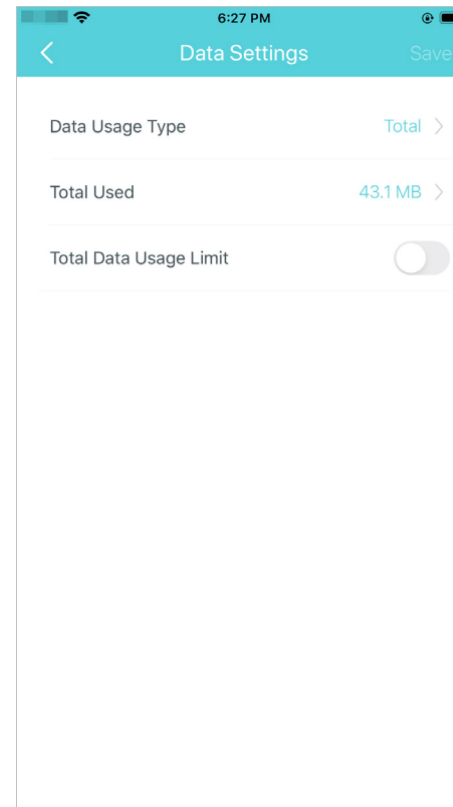 6:27 PM
Data Settings
Save
Data Usage Type
Total
Total Used
43.1 MB
Total Data Usage Limit